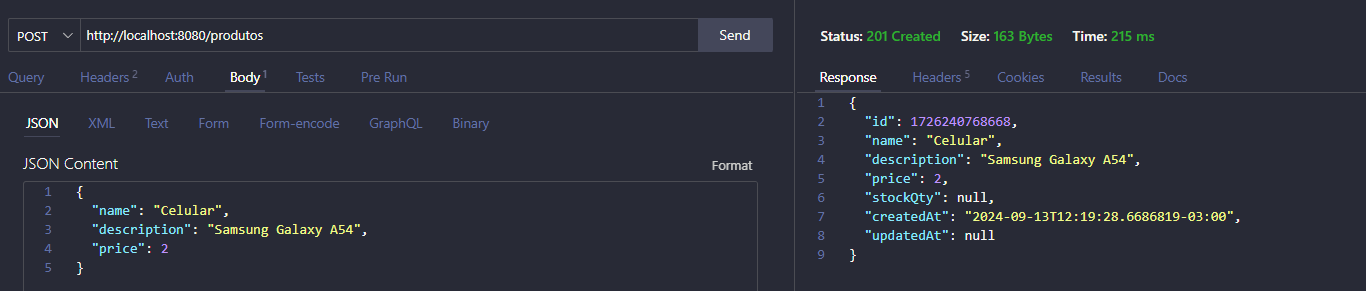 POST http://localhost:8080/produtos Send
Query Headers 2 Auth Body 1 Tests Pre Run
JSON XML Text Form Form-encode GraphQL Binary
JSON Content Format
1 {
2 "name": "Celular",
3 "description": "Samsung Galaxy A54",
4 "price": 2
5 }
Status: 201 Created Size: 163 Bytes Time: 215 ms
Response Headers 5 Cookies Results Docs
1 {
2 "id": 1726240768668,
3 "name": "Celular",
4 "description": "Samsung Galaxy A54",
5 "price": 2,
6 "stockQty": null,
7 "createdAt": "2024-09-13T12:19:28.6686819-03:00",
8 "updatedAt": null
9 }